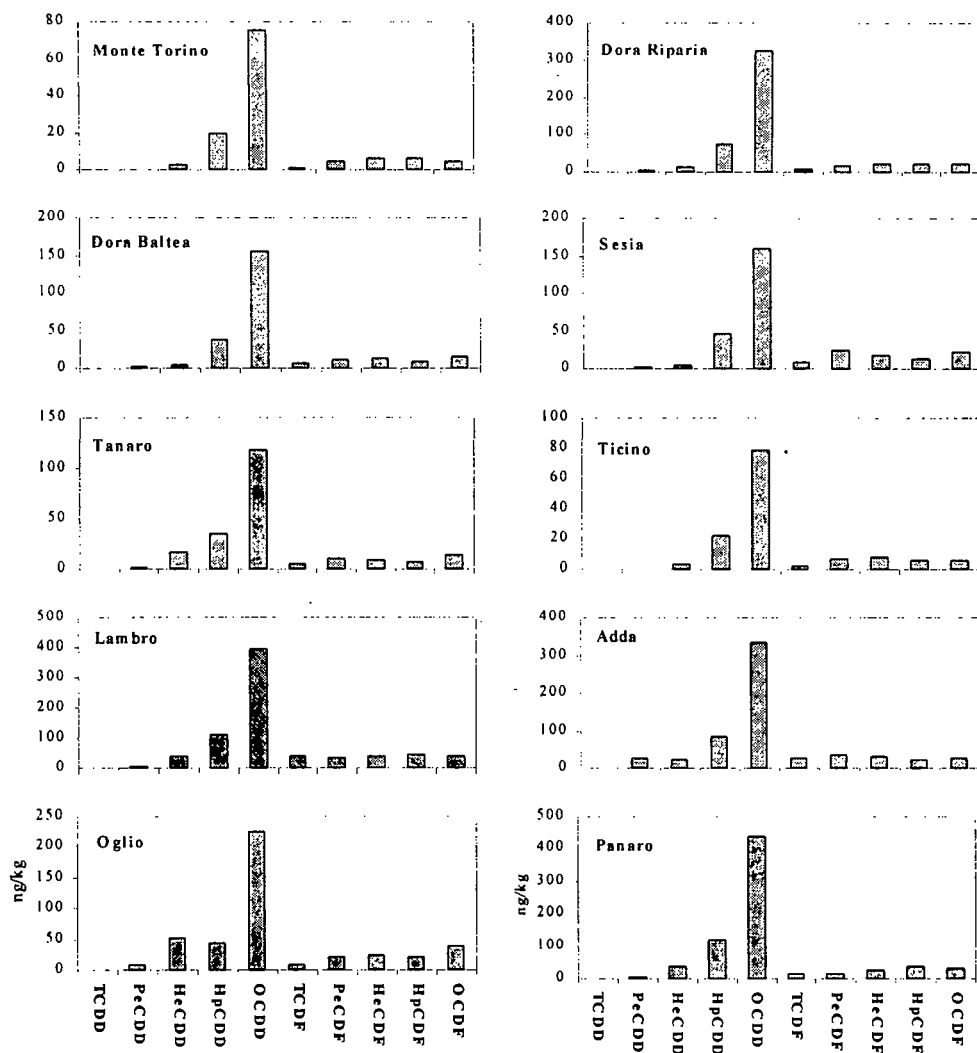 80
60
40
20
0
Monte Torino
400
300
200
100
0
Dora Riparia
200
150
100
50
0
Dora Baltea
200
150
100
50
0
Sesia
150
100
50
0
Tanaro
100
80
60
40
20
0
Ticino
500
400
300
200
100
0
Lambro
400
300
200
100
0
Adda
250
200
150
100
50
0
ng/kg
Oglio
500
400
300
200
100
0
ng/kg
Panaro
TCDD
PeCDD
HeCDD
HpCDD
OCDD
TCDF
PeCDF
HeCDF
HpCDF
OCDF
TCDD
PeCDD
HeCDD
HpCDD
OCDD
TCDF
PeCDF
HeCDF
HpCDF
OCDF